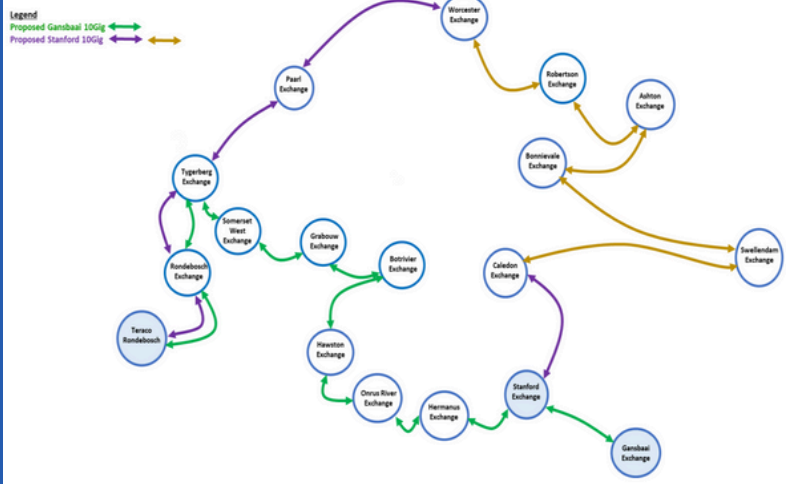 Legend
Proposed Gansbaai 10Gig
Proposed Stanford 10Gig
Worcester
Exchange
Paarl
Exchange
Robertson
Exchange
Ashton
Exchange
Bonnievale
Exchange
Tygerberg
Exchange
Somerset
West
Exchange
Grabouw
Exchange
Botrivier
Exchange
Swellendam
Exchange
Caledon
Exchange
Rondebosch
Exchange
Teraco
Rondebosch
Hawston
Exchange
Onrus River
Exchange
Hermanus
Exchange
Stanford
Exchange
Gansbaai
Exchange